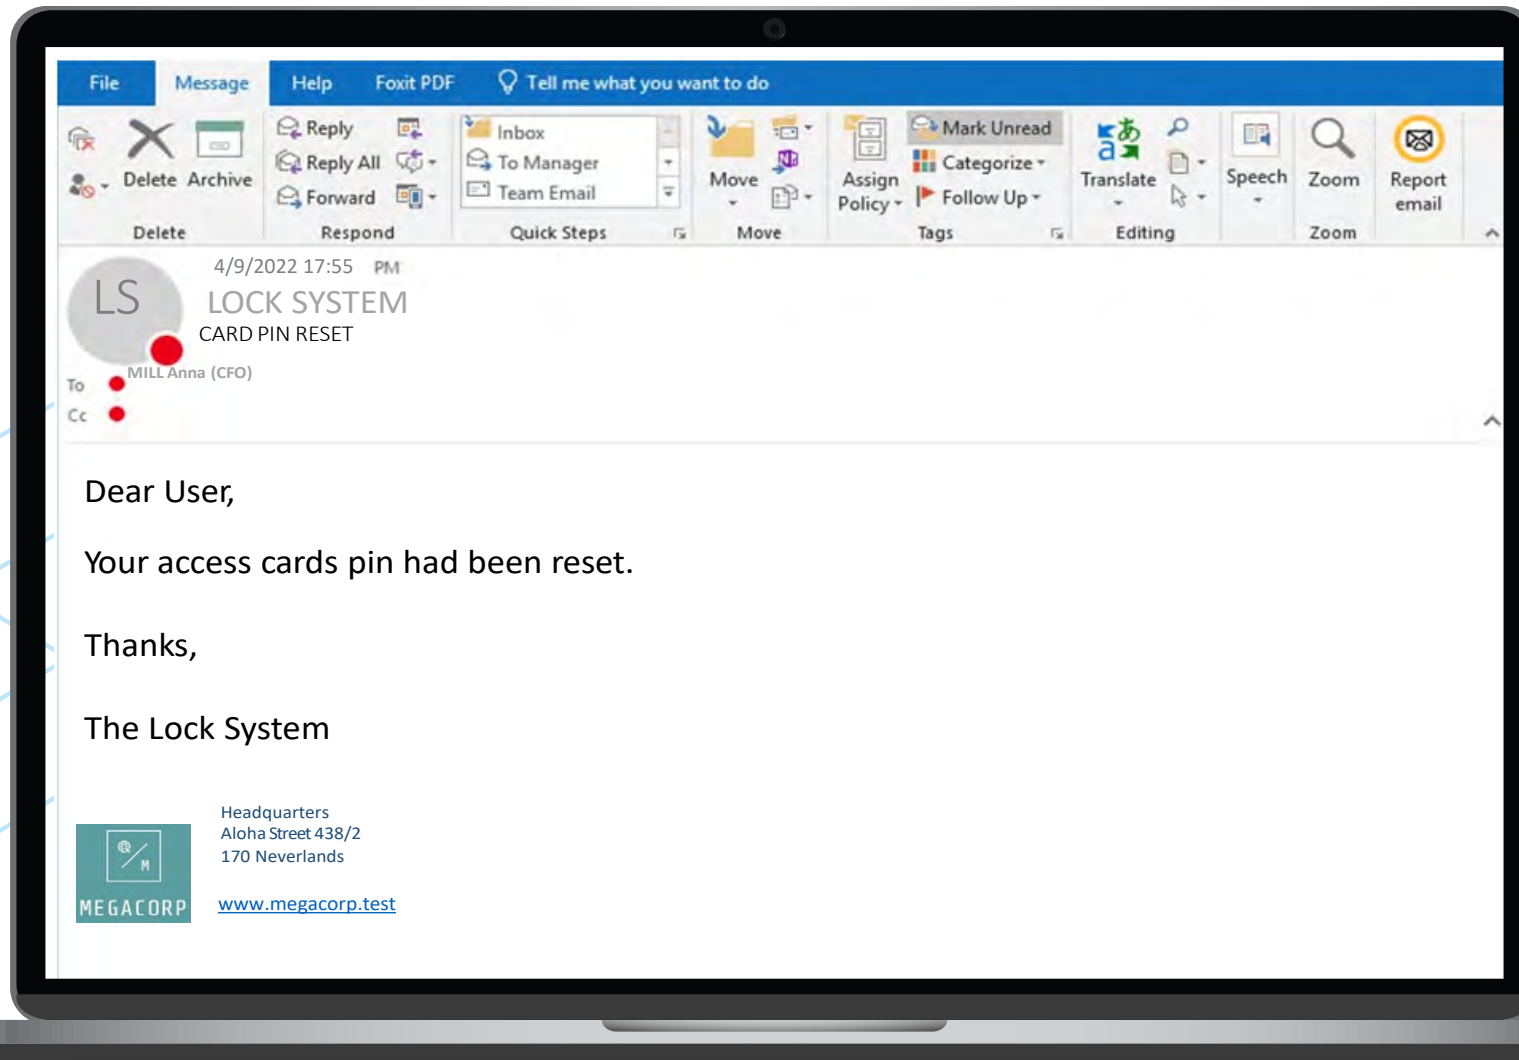 File Message Help Foxit PDF Tell me what you want to do
Delete Archive
Delete
Reply
Reply All
Forward
Respond
Inbox
To Manager
Team Email
Quick Steps
Move
Move
Assign
Policy
Mark Unread
Categorize
Follow Up
Tags
Translate
Editing
Speech
Zoom
Zoom
Report
email
4/9/2022 17:55 PM
LS
LOCK SYSTEM
CARD PIN RESET
MILL Anna (CFO)
To
Cc
Dear User,
Your access cards pin had been reset.
Thanks,
The Lock System
Headquarters
Aloha Street 438/2
170 Neverlands
M
MEGACORP
www.megacorp.test